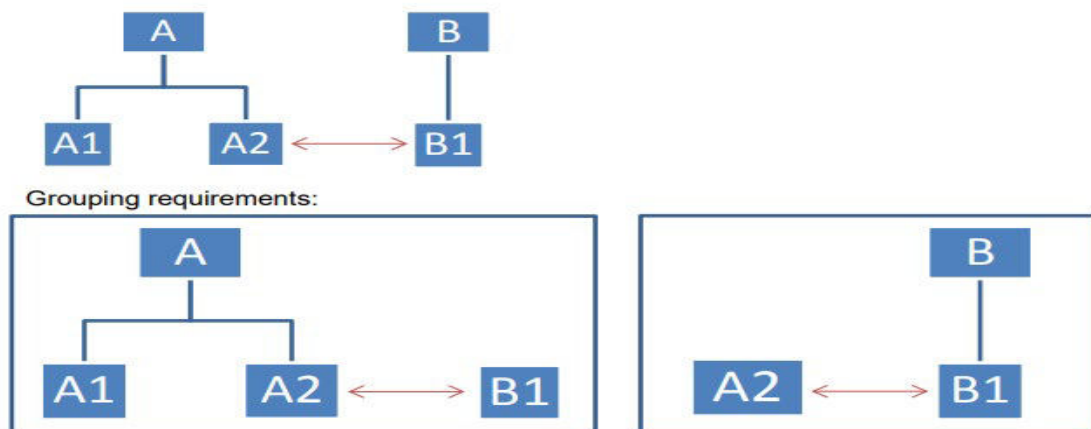 A B
A1 A2 B1
Grouping requirements:
A B
A1 A2 B1 A2 B1